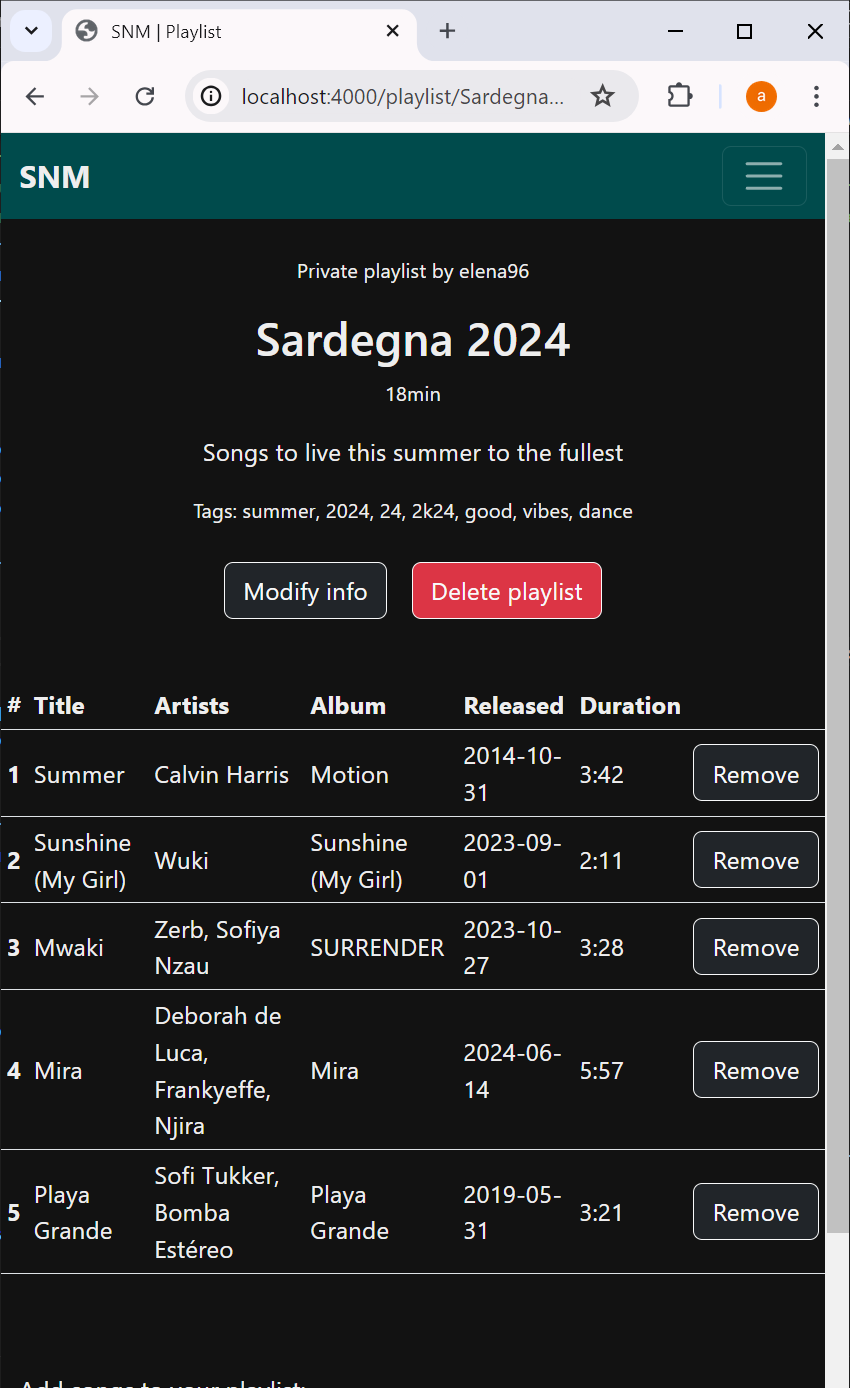 SNM | Playlist
localhost:4000/playlist/Sardegna...
a
SNM
Private playlist by elena96
Sardegna 2024
18min
Songs to live this summer to the fullest
Tags: summer, 2024, 24, 2k24, good, vibes, dance
Modify info Delete playlist
# Title Artists Album Released Duration
1 Summer Calvin Harris Motion 2014-10-
31 3:42 Remove
2 Sunshine
(My Girl) Wuki Sunshine
(My Girl) 2023-09-
01 2:11 Remove
3 Mwaki Zerb, Sofiya
Nzau SURRENDER 2023-10-
27 3:28 Remove
4 Mira Deborah de
Luca,
Frankyeffe,
Njira Mira 2024-06-
14 5:57 Remove
5 Playa
Grande Sofi Tukker,
Bomba
Estéreo Playa
Grande 2019-05-
31 3:21 Remove
Add songs to your playlist: